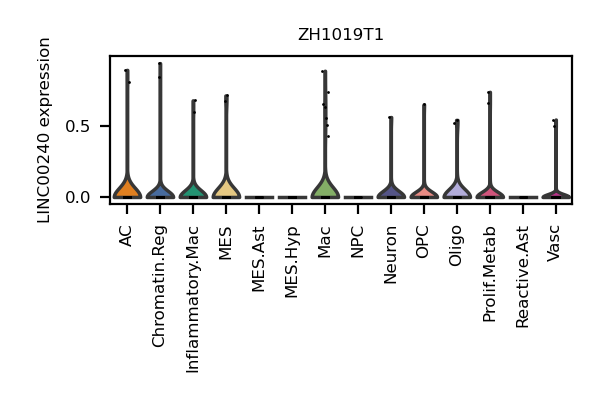 ZH1019T1
LINC00240 expression
0.5
0.0
AC
Chromatin.Reg
Inflammatory.Mac
MES
MES.Ast
MES.Hyp
Mac
NPC
Neuron
OPC
Oligo
Prolif.Metab
Reactive.Ast
Vasc